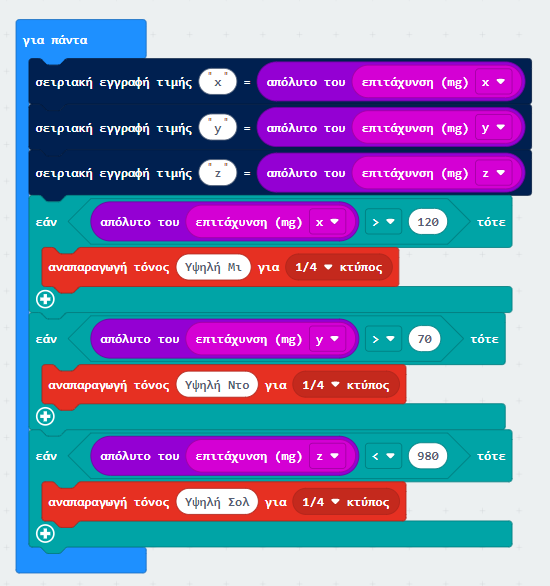 για πάντα
σειριακή εγγραφή τιμής "x" = απόλυτο του επιτάχυνση (mg) x
σειριακή εγγραφή τιμής "y" = απόλυτο του επιτάχυνση (mg) y
σειριακή εγγραφή τιμής "z" = απόλυτο του επιτάχυνση (mg) z
εάν απόλυτο του επιτάχυνση (mg) x > 120 τότε
αναπαραγωγή τόνος Υψηλή Μι για 1/4 κτύπος
εάν απόλυτο του επιτάχυνση (mg) y > 70 τότε
αναπαραγωγή τόνος Υψηλή Ντο για 1/4 κτύπος
εάν απόλυτο του επιτάχυνση (mg) z < 980 τότε
αναπαραγωγή τόνος Υψηλή Σολ για 1/4 κτύπος